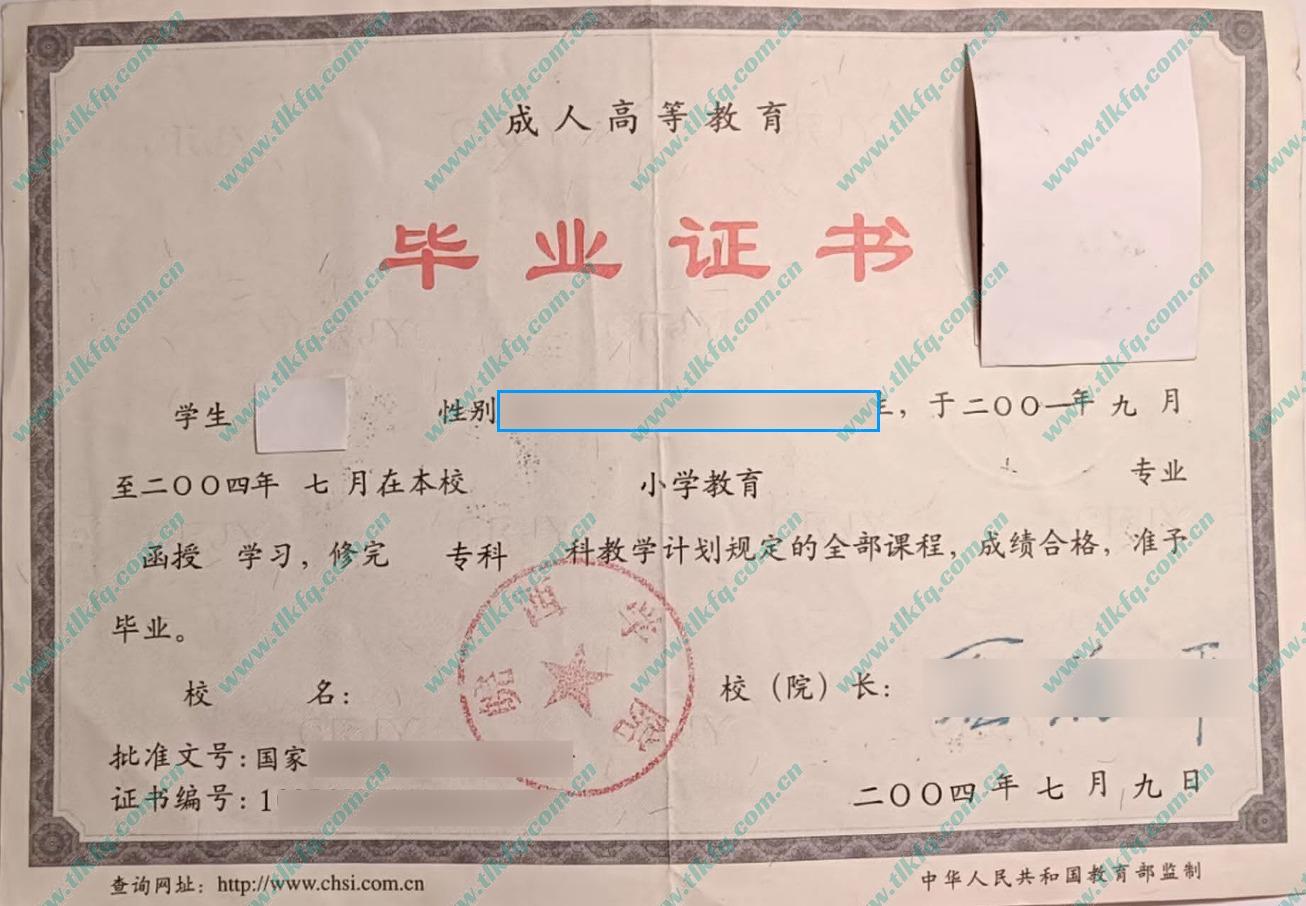 成人高等教育
毕业证书
学生 性别 ，于二〇〇一年九月
至二〇〇四年 七 月在本校 小学教育 专业
函授 学习，修完 专科 科教学计划规定的全部课程，成绩合格，准予
毕业。
校 名： 校（院）长：
批准文号：国家
证书编号：1
二〇〇四年七月九日
查询网址：http://www.chsi.com.cn
中华人民共和国教育部监制
www.tlkfq.com.cn